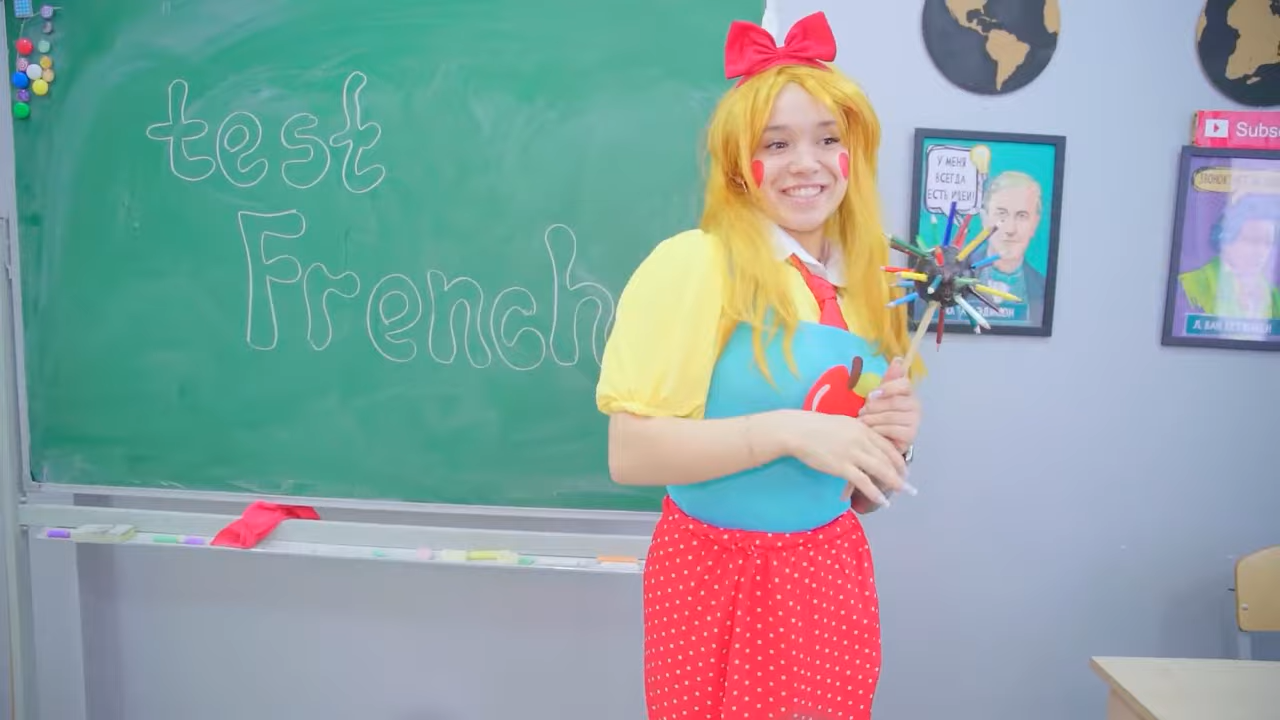 test
French
У МЕНЯ
ВСЕГДА
ЕСТЬ ИДЕИ!
Subs